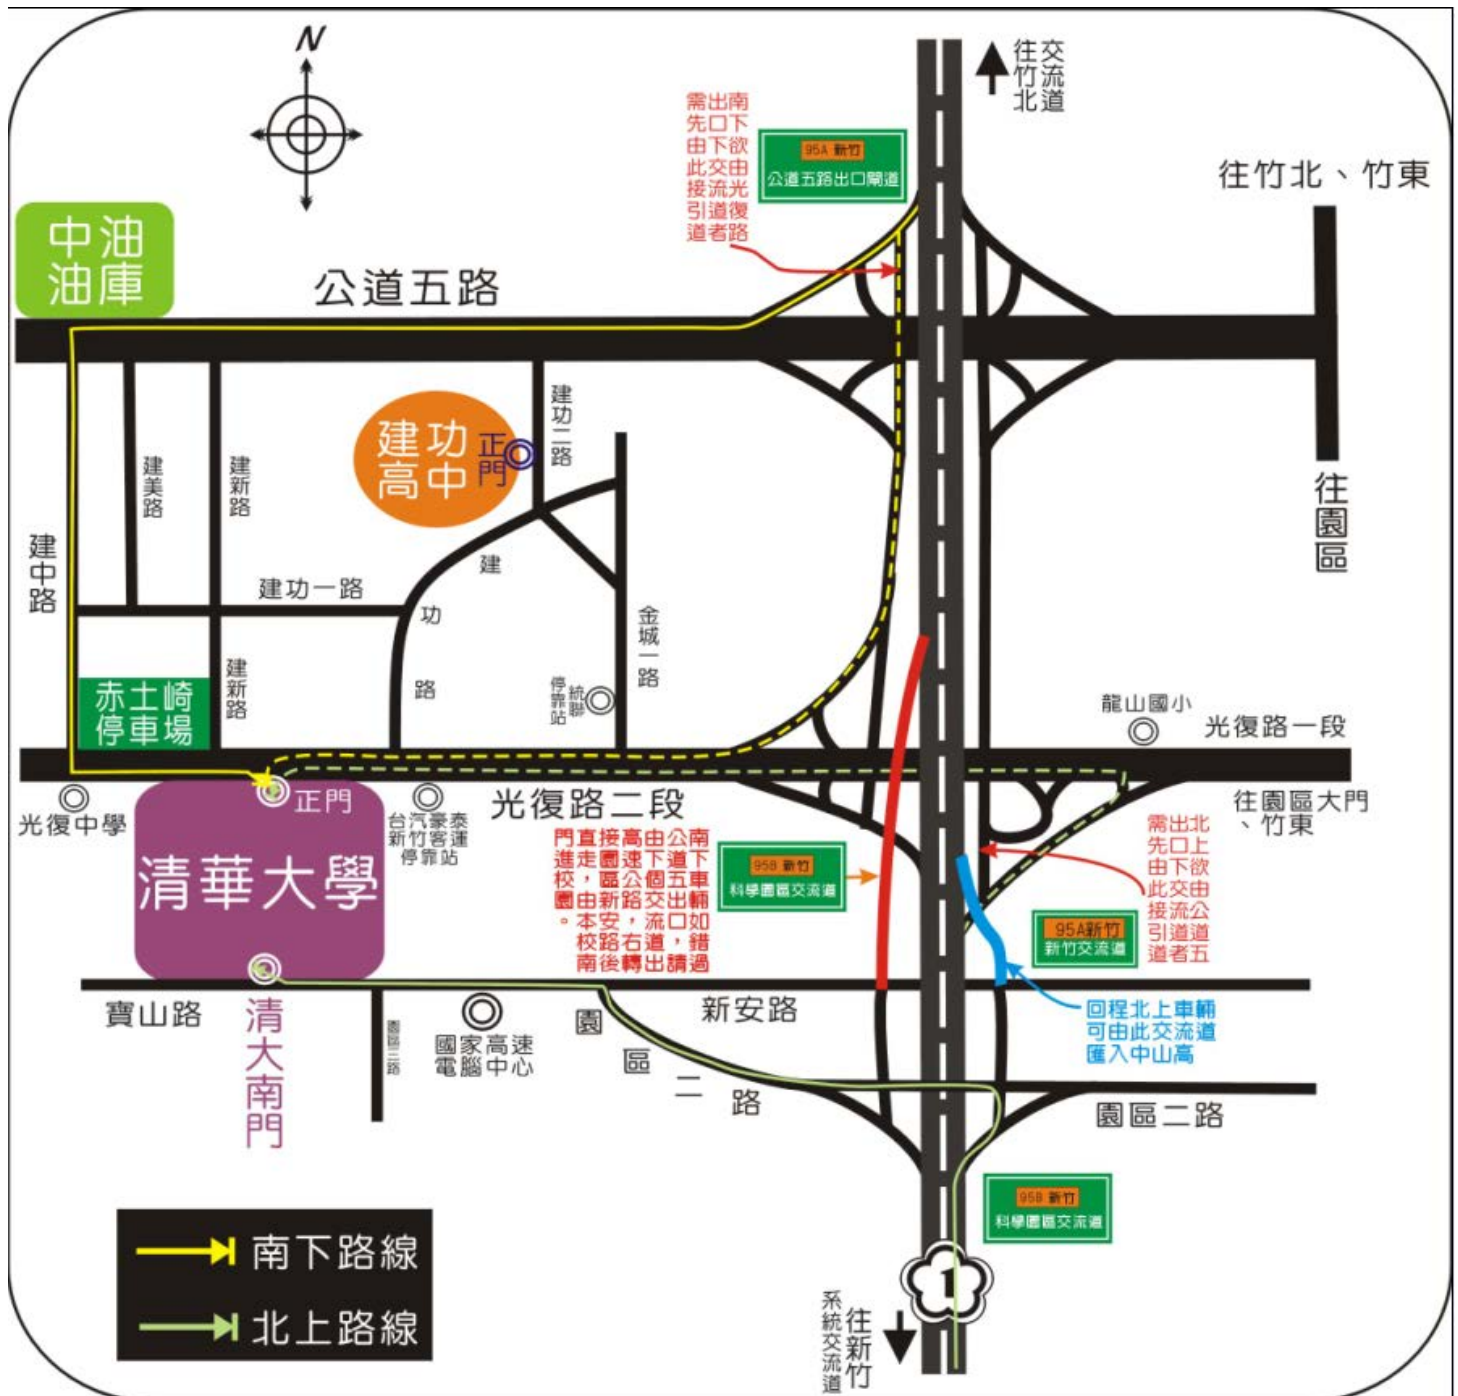 N
往竹北
交流道
南下欲由光復路
出口下交流道者
需先由此接引道
95A 新竹
公道五路出口閘道
往竹北、竹東
中油
油庫
公道五路
建功
高中
正門
建功二路
建美路
建新路
建中路
往園區
建功一路
建
功
路
金城一路
建新路
統聯
停靠站
赤土崎
停車場
龍山國小
光復路一段
正門
光復中學
台汽豪泰
新竹客運
停靠站
光復路二段
往園區大門
、竹東
清華大學
南下車輛如錯過
公道五出口，請
由下個交流道出
高速公路，右轉
接園區新安路後
直走，由本校南
門進校園。
95B 新竹
科學園區交流道
北上欲由公道五
出口下交流道者
需先由此接引道
95A新竹
新竹交流道
寶山路
清大南門
園區三路
國家高速
電腦中心
新安路
園
區
二
路
回程北上車輛
可由此交流道
匯入中山高
園區二路
95B 新竹
科學園區交流道
1
往新竹
系統交流道
南下路線
北上路線